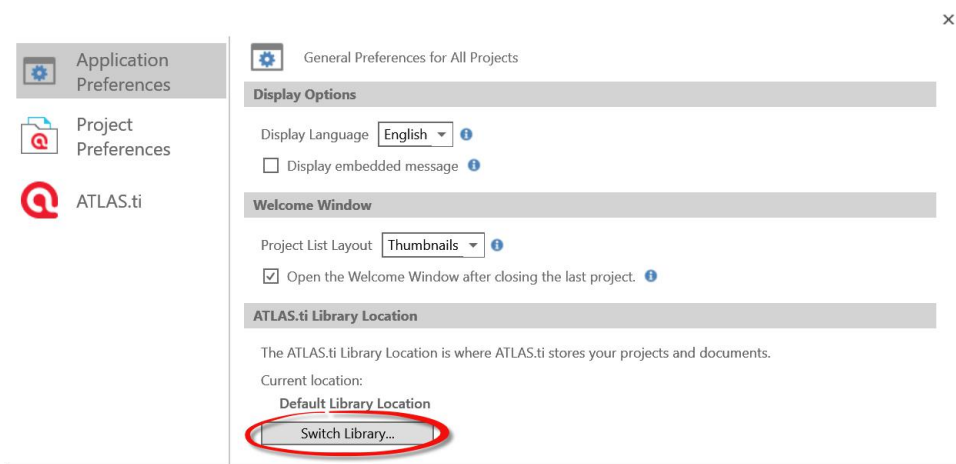 Application
Preferences
Project
Preferences
ATLAS.ti
General Preferences for All Projects
Display Options
Display Language English
Display embedded message
Welcome Window
Project List Layout Thumbnails
Open the Welcome Window after closing the last project.
ATLAS.ti Library Location
The ATLAS.ti Library Location is where ATLAS.ti stores your projects and documents.
Current location:
Default Library Location
Switch Library...